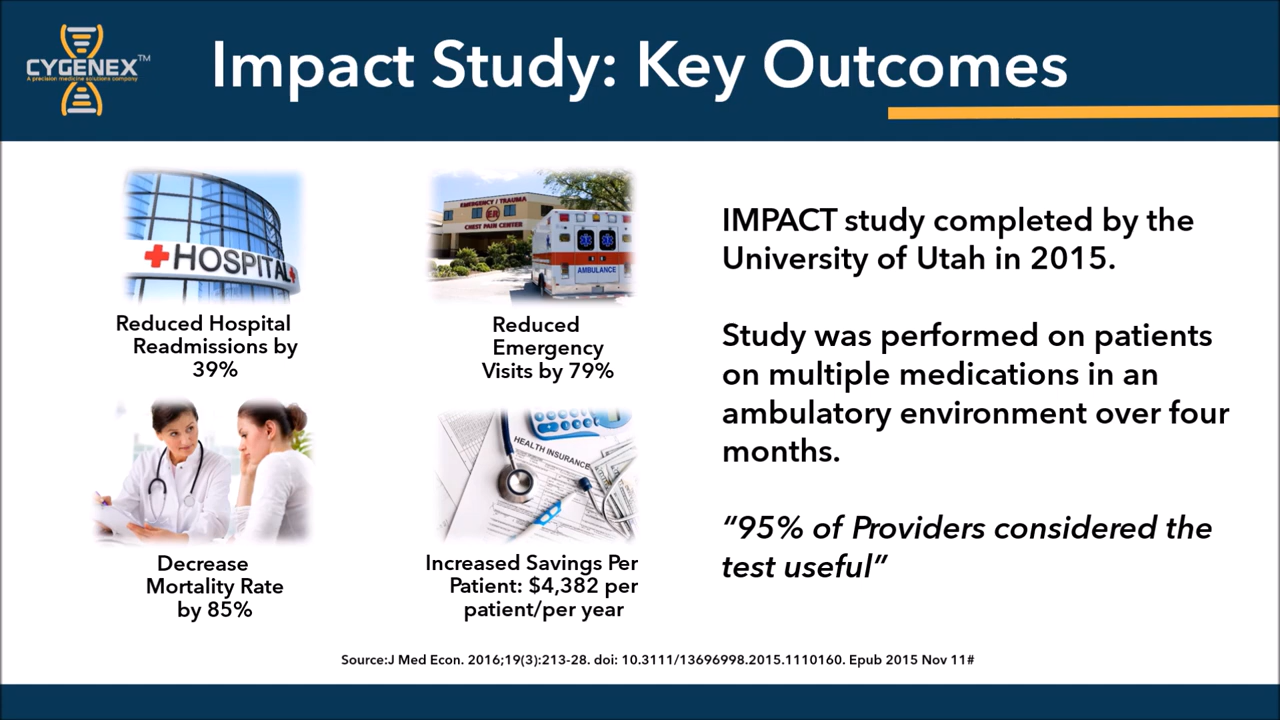 CYGENEX™
A precision medicine solutions company
Impact Study: Key Outcomes
HOSPITAL
Reduced Hospital
Readmissions by
39%
EMERGENCY / TRAUMA
ER
CHEST PAIN CENTER
AMBULANCE
Reduced
Emergency
Visits by 79%
Decrease
Mortality Rate
by 85%
HEALTH INSURANCE
Increased Savings Per
Patient: $4,382 per
patient/per year
IMPACT study completed by the
University of Utah in 2015.
Study was performed on patients
on multiple medications in an
ambulatory environment over four
months.
“95% of Providers considered the
test useful”
Source:J Med Econ. 2016;19(3):213-28. doi: 10.3111/13696998.2015.1110160. Epub 2015 Nov 11#